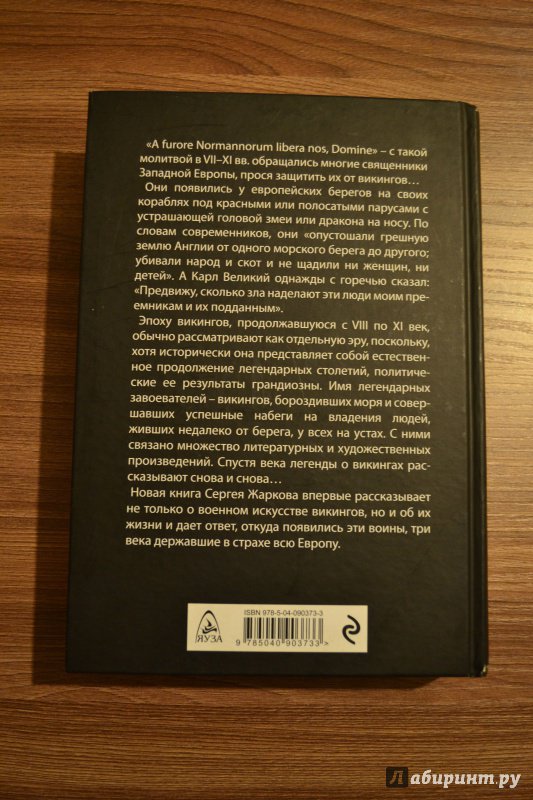 «A furore Normannorum libera nos, Domine» – с такой
молитвой в VII–XI вв. обращались многие священники
Западной Европы, прося защитить их от викингов…
Они появились у европейских берегов на своих
кораблях под красными или полосатыми парусами с
устрашающей головой змеи или дракона на носу. По
словам современников, они «опустошали грешную
землю Англии от одного морского берега до другого;
убивали народ и скот и не щадили ни женщин, ни
детей». А Карл Великий однажды с горечью сказал:
«Предвижу, сколько зла наделают эти люди моим пре-
емникам и их подданным».
Эпоху викингов, продолжавшуюся с VIII по XI век,
обычно рассматривают как отдельную эру, поскольку,
хотя исторически она представляет собой естествен-
ное продолжение легендарных столетий, политичес-
кие ее результаты грандиозны. Имя легендарных
завоевателей – викингов, бороздивших моря и совер-
шавших успешные набеги на владения людей,
живших недалеко от берега, у всех на устах. С ними
связано множество литературных и художественных
произведений. Спустя века легенды о викингах рас-
сказывают снова и снова…
Новая книга Сергея Жаркова впервые рассказывает
не только о военном искусстве викингов, но и об их
жизни и дает ответ, откуда появились эти воины, три
века державшие в страхе всю Европу.
ISBN 978-5-04-090373-3
ЯУЗА
9 785040 903733 >
Лабиринт.ру